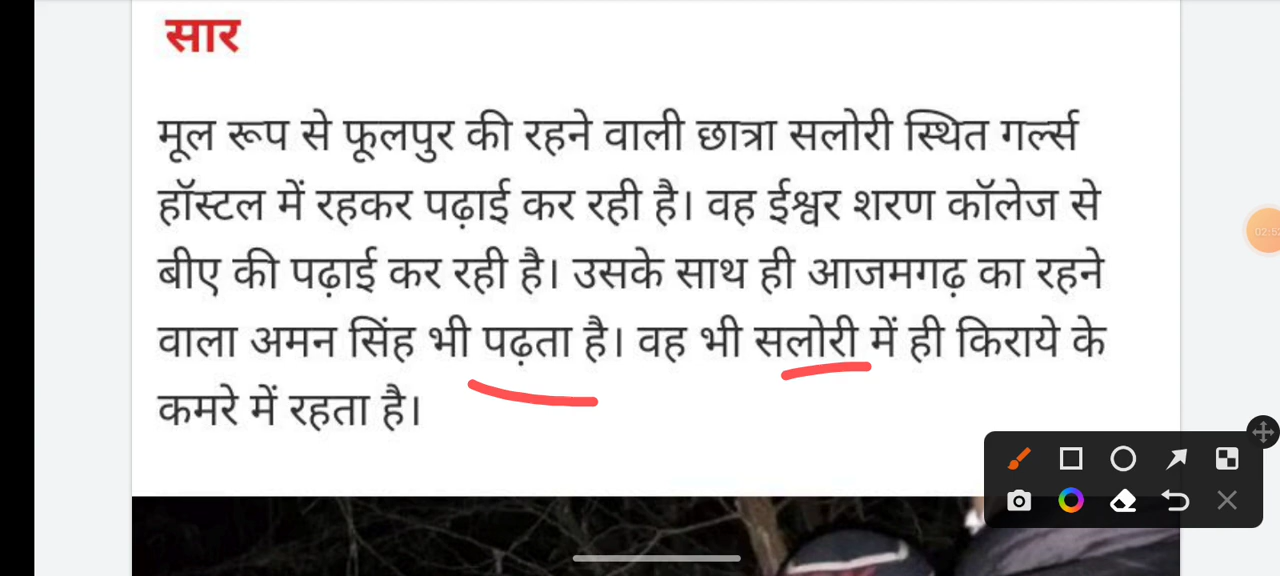 सार
मूल रूप से फूलपुर की रहने वाली छात्रा सलोरी स्थित गर्ल्स
हॉस्टल में रहकर पढ़ाई कर रही है। वह ईश्वर शरण कॉलेज से
बीए की पढ़ाई कर रही है। उसके साथ ही आजमगढ़ का रहने
वाला अमन सिंह भी पढ़ता है। वह भी सलोरी में ही किराये के
कमरे में रहता है।